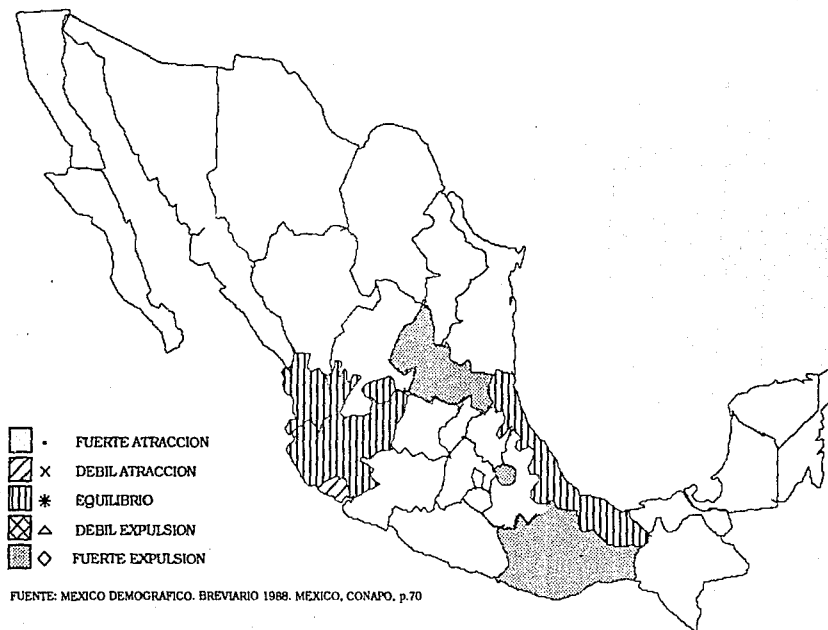 FUERTE ATRACCION
DEBIL ATRACCION
EQUILIBRIO
DEBIL EXPULSION
FUERTE EXPULSION
FUENTE: MEXICO DEMOGRAFICO. BREVIARIO 1988. MEXICO, CONAPO, p.70